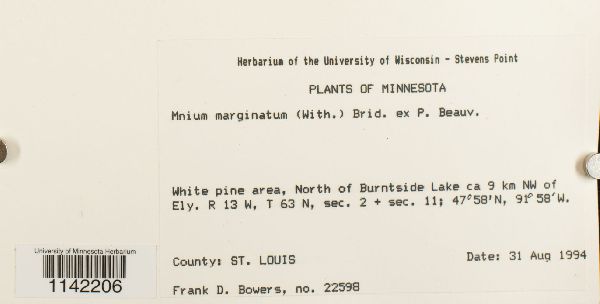 Herbarium of the University of Wisconsin - Stevens Point
PLANTS OF MINNESOTA
Mnium marginatum (With.) Brid. ex P. Beauv.
White pine area, North of Burntside Lake ca 9 km NW of
Ely. R 13 W, T 63 N, sec. 2 + sec. 11; 47°58'N, 91°58'W.
County: ST. LOUIS
Date: 31 Aug 1994
Frank D. Bowers, no. 22598
University of Minnesota Herbarium
1142206